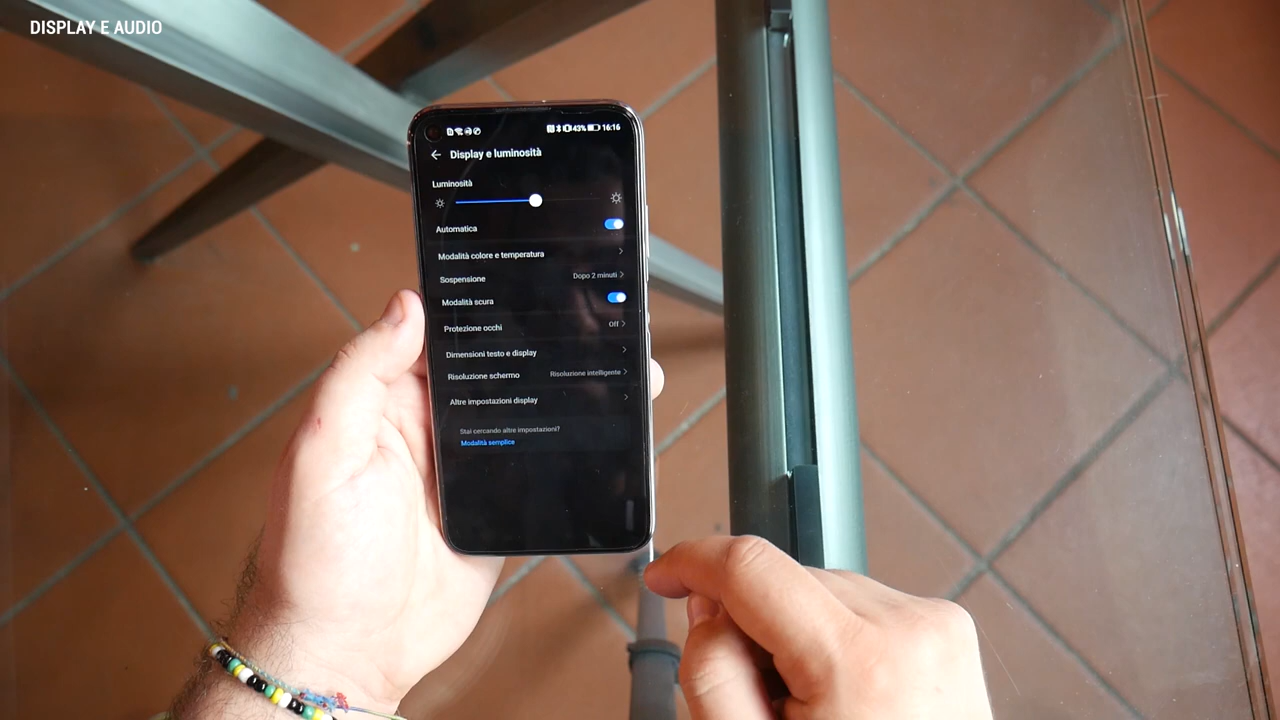 DISPLAY E AUDIO
43% 16:16
Display e luminosità
Luminosità
Automatica
Modalità colore e temperatura
Sospensione Dopo 2 minuti
Modalità scura
Protezione occhi Off
Dimensioni testo e display
Risoluzione schermo Risoluzione intelligente
Altre impostazioni display
Stai cercando altre impostazioni?
Modalità semplice